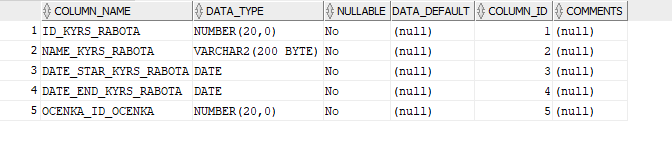 COLUMN_NAME DATA_TYPE NULLABLE DATA_DEFAULT COLUMN_ID COMMENTS
1 ID_KYRS_RABOTA NUMBER(20,0) No (null) 1 (null)
2 NAME_KYRS_RABOTA VARCHAR2(200 BYTE) No (null) 2 (null)
3 DATE_STAR_KYRS_RABOTA DATE No (null) 3 (null)
4 DATE_END_KYRS_RABOTA DATE No (null) 4 (null)
5 OCENKA_ID_OCENKA NUMBER(20,0) No (null) 5 (null)